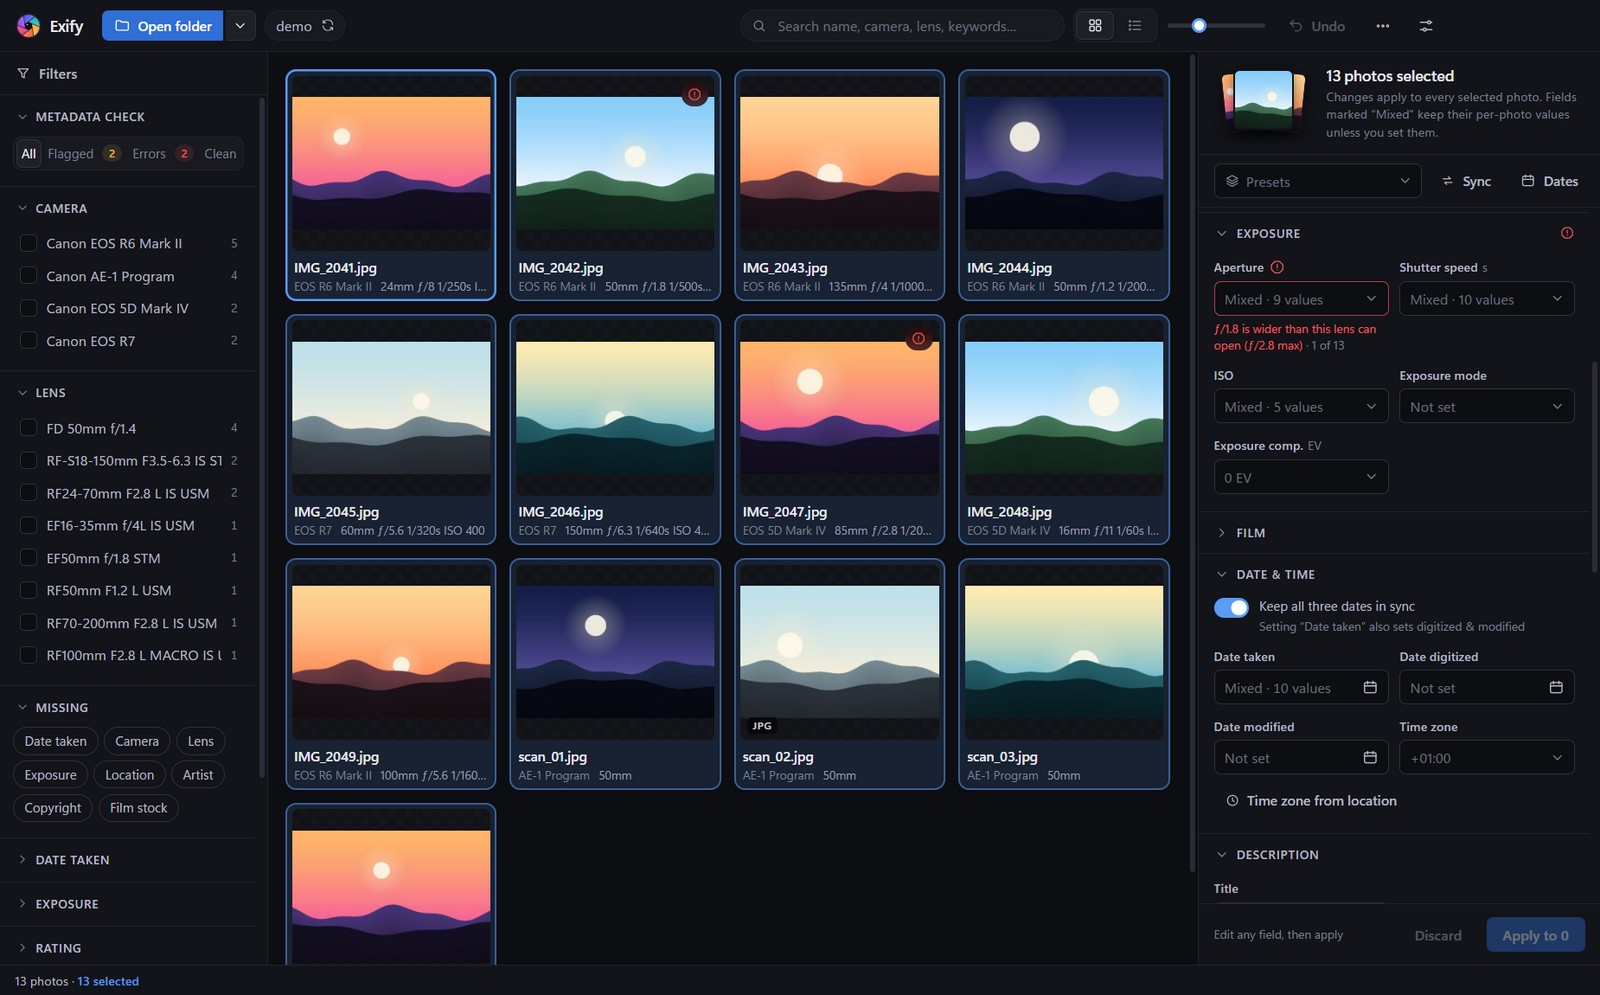 Exify
Open folder
demo
Search name, camera, lens, keywords...
Undo
Filters
METADATA CHECK
All Flagged 2 Errors 2 Clean
CAMERA
Canon EOS R6 Mark II 5
Canon AE-1 Program 4
Canon EOS 5D Mark IV 2
Canon EOS R7 2
LENS
FD 50mm f/1.4 4
RF-S18-150mm F3.5-6.3 IS ST 2
RF24-70mm F2.8 L IS USM 2
EF16-35mm f/4L IS USM 1
EF50mm f/1.8 STM 1
RF50mm F1.2 L USM 1
RF70-200mm F2.8 L IS USM 1
RF100mm F2.8 L MACRO IS U 1
MISSING
Date taken Camera Lens
Exposure Location Artist
Copyright Film stock
DATE TAKEN
EXPOSURE
RATING
IMG_2041.jpg
EOS R6 Mark II 24mm ƒ/8 1/250s I...
IMG_2042.jpg
EOS R6 Mark II 50mm ƒ/1.8 1/500s...
IMG_2043.jpg
EOS R6 Mark II 135mm ƒ/4 1/1000...
IMG_2044.jpg
EOS R6 Mark II 50mm ƒ/1.2 1/200...
IMG_2045.jpg
EOS R7 60mm ƒ/5.6 1/320s ISO 400
IMG_2046.jpg
EOS R7 150mm ƒ/6.3 1/640s ISO 4...
IMG_2047.jpg
EOS 5D Mark IV 85mm ƒ/2.8 1/20...
IMG_2048.jpg
EOS 5D Mark IV 16mm ƒ/11 1/60s I...
IMG_2049.jpg
EOS R6 Mark II 100mm ƒ/5.6 1/160...
scan_01.jpg
AE-1 Program 50mm
JPG
scan_02.jpg
AE-1 Program 50mm
scan_03.jpg
AE-1 Program 50mm
13 photos selected
Changes apply to every selected photo. Fields
marked “Mixed” keep their per-photo values
unless you set them.
Presets
Sync
Dates
EXPOSURE
Aperture
Shutter speed s
Mixed · 9 values
Mixed · 10 values
ƒ/1.8 is wider than this lens can
open (ƒ/2.8 max) · 1 of 13
ISO
Exposure mode
Mixed · 5 values
Not set
Exposure comp. EV
0 EV
FILM
DATE & TIME
Keep all three dates in sync
Setting “Date taken” also sets digitized & modified
Date taken
Date digitized
Mixed · 10 values
Not set
Date modified
Time zone
Not set
+01:00
Time zone from location
DESCRIPTION
Title
Edit any field, then apply
Discard
Apply to 0
13 photos · 13 selected